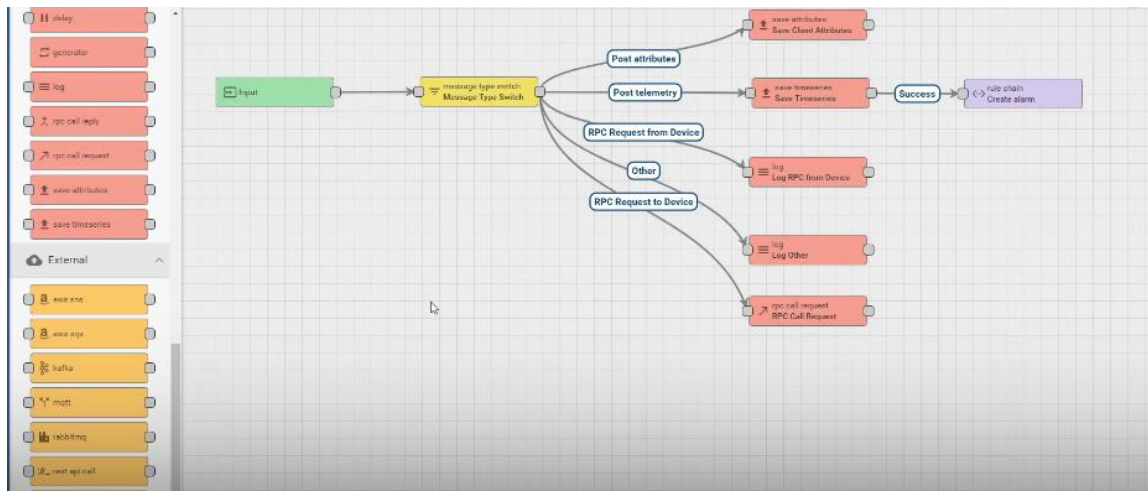 delay
generator
log
rpc call reply
rpc call request
save attributes
save timeseries
External
aws sns
aws sqs
kafka
mqtt
rabbitmq
rest api call
Input
message type switch
Message Type Switch
Post attributes
Post telemetry
RPC Request from Device
Other
RPC Request to Device
save attributes
Save Client Attributes
save timeseries
Save Timeseries
Success
rule chain
Create alarm
log
Log RPC from Device
log
Log Other
rpc call request
RPC Call Request